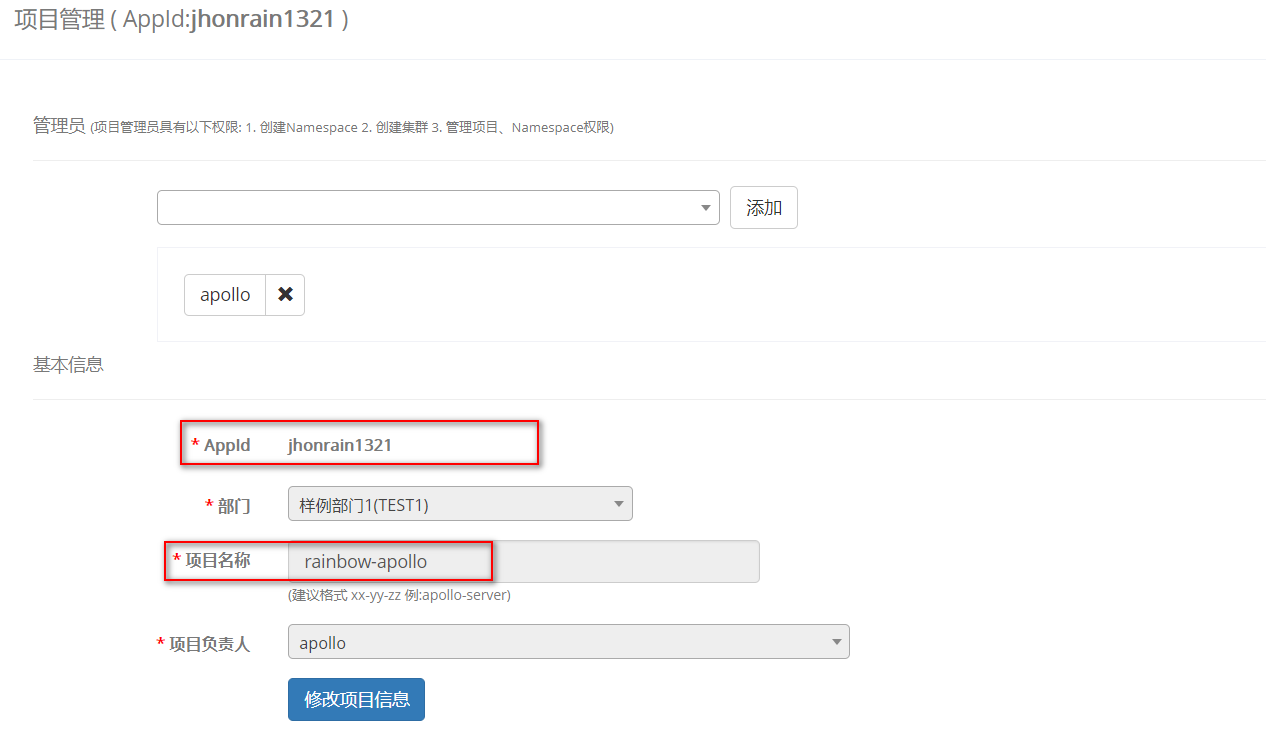 项目管理 ( AppId:jhonrain1321 )
管理员 (项目管理员具有以下权限: 1. 创建Namespace 2. 创建集群 3. 管理项目、Namespace权限)
添加
apollo ✖
基本信息
* AppId jhonrain1321
* 部门 样例部门1(TEST1)
* 项目名称 rainbow-apollo
(建议格式 xx-yy-zz 例:apollo-server)
* 项目负责人 apollo
修改项目信息